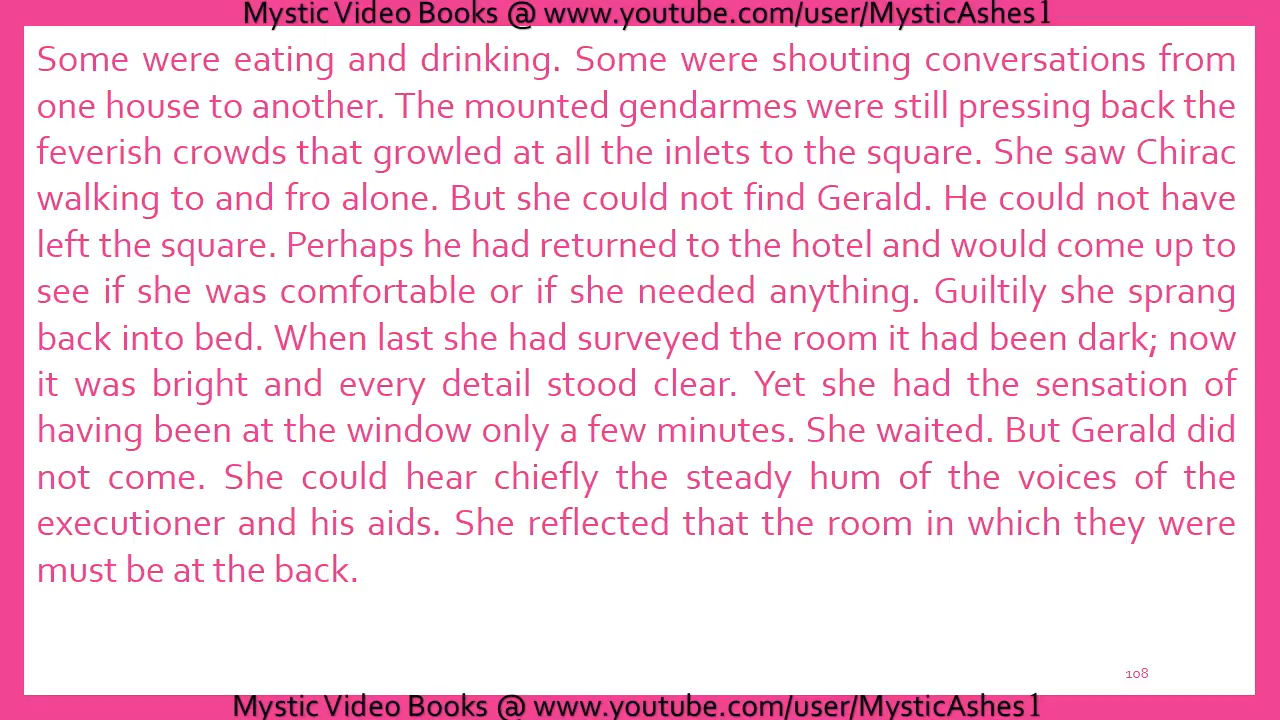 Mystic Video Books @ www.youtube.com/user/MysticAshes1
Some were eating and drinking. Some were shouting conversations from
one house to another. The mounted gendarmes were still pressing back the
feverish crowds that growled at all the inlets to the square. She saw Chirac
walking to and fro alone. But she could not find Gerald. He could not have
left the square. Perhaps he had returned to the hotel and would come up to
see if she was comfortable or if she needed anything. Guiltily she sprang
back into bed. When last she had surveyed the room it had been dark; now
it was bright and every detail stood clear. Yet she had the sensation of
having been at the window only a few minutes. She waited. But Gerald did
not come. She could hear chiefly the steady hum of the voices of the
executioner and his aids. She reflected that the room in which they were
must be at the back.
108
Mystic Video Books @ www.youtube.com/user/MysticAshes1